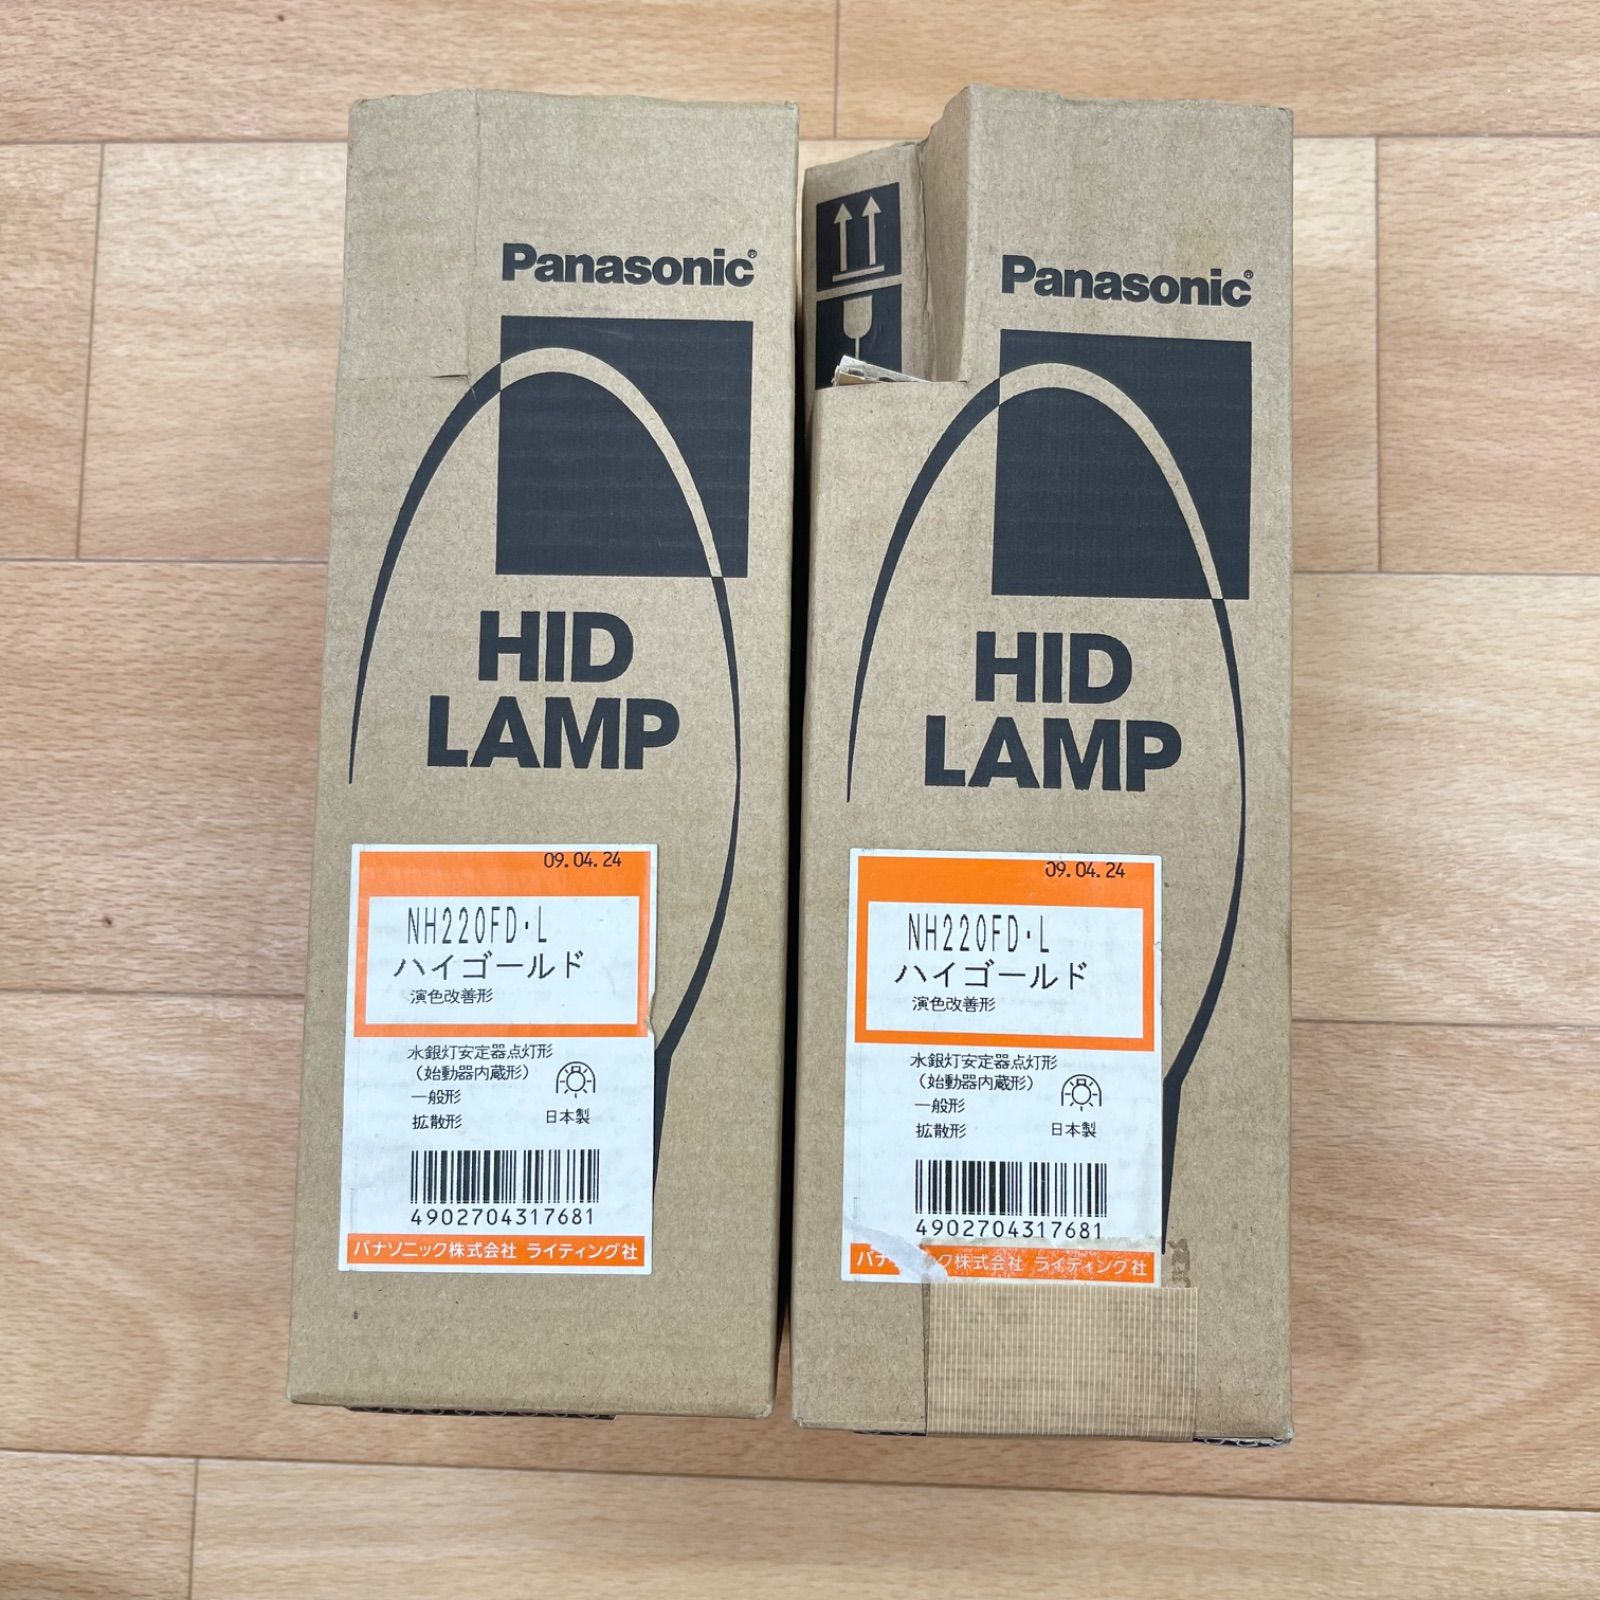 Panasonic®
HID
LAMP
09.04.24
NH220FD・L
ハイゴールド
演色改善形
水銀灯安定器点灯形
（始動器内蔵形）
一般形
拡散形
日本製
4902704317681
パナソニック株式会社 ライティング社
Panasonic®
HID
LAMP
09.04.24
NH220FD・L
ハイゴールド
演色改善形
水銀灯安定器点灯形
（始動器内蔵形）
一般形
拡散形
日本製
4902704317681
パナ ク株式会社 ライティング社